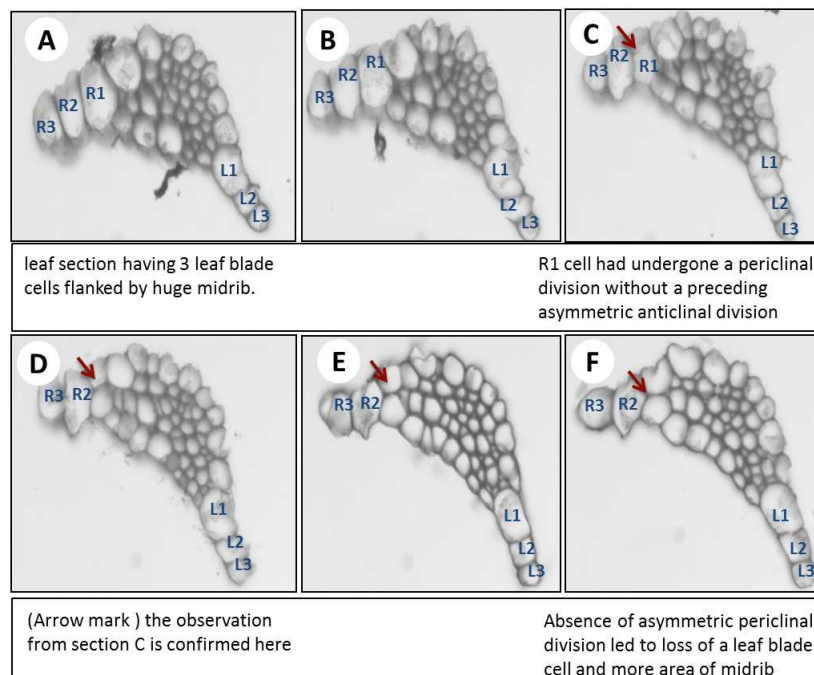 A
B
C
R3
R2
R1
L1
L2
L3
R3
R2
R1
L1
L2
L3
R3
R2
R1
L1
L2
L3
leaf section having 3 leaf blade
cells flanked by huge midrib.
R1 cell had undergone a periclinal
division without a preceding
asymmetric anticlinal division
D
E
F
R3
R2
L1
L2
L3
R3
R2
L1
L2
L3
R3
R2
L1
L2
L3
(Arrow mark ) the observation
from section C is confirmed here
Absence of asymmetric periclinal
division led to loss of a leaf blade
cell and more area of midrib